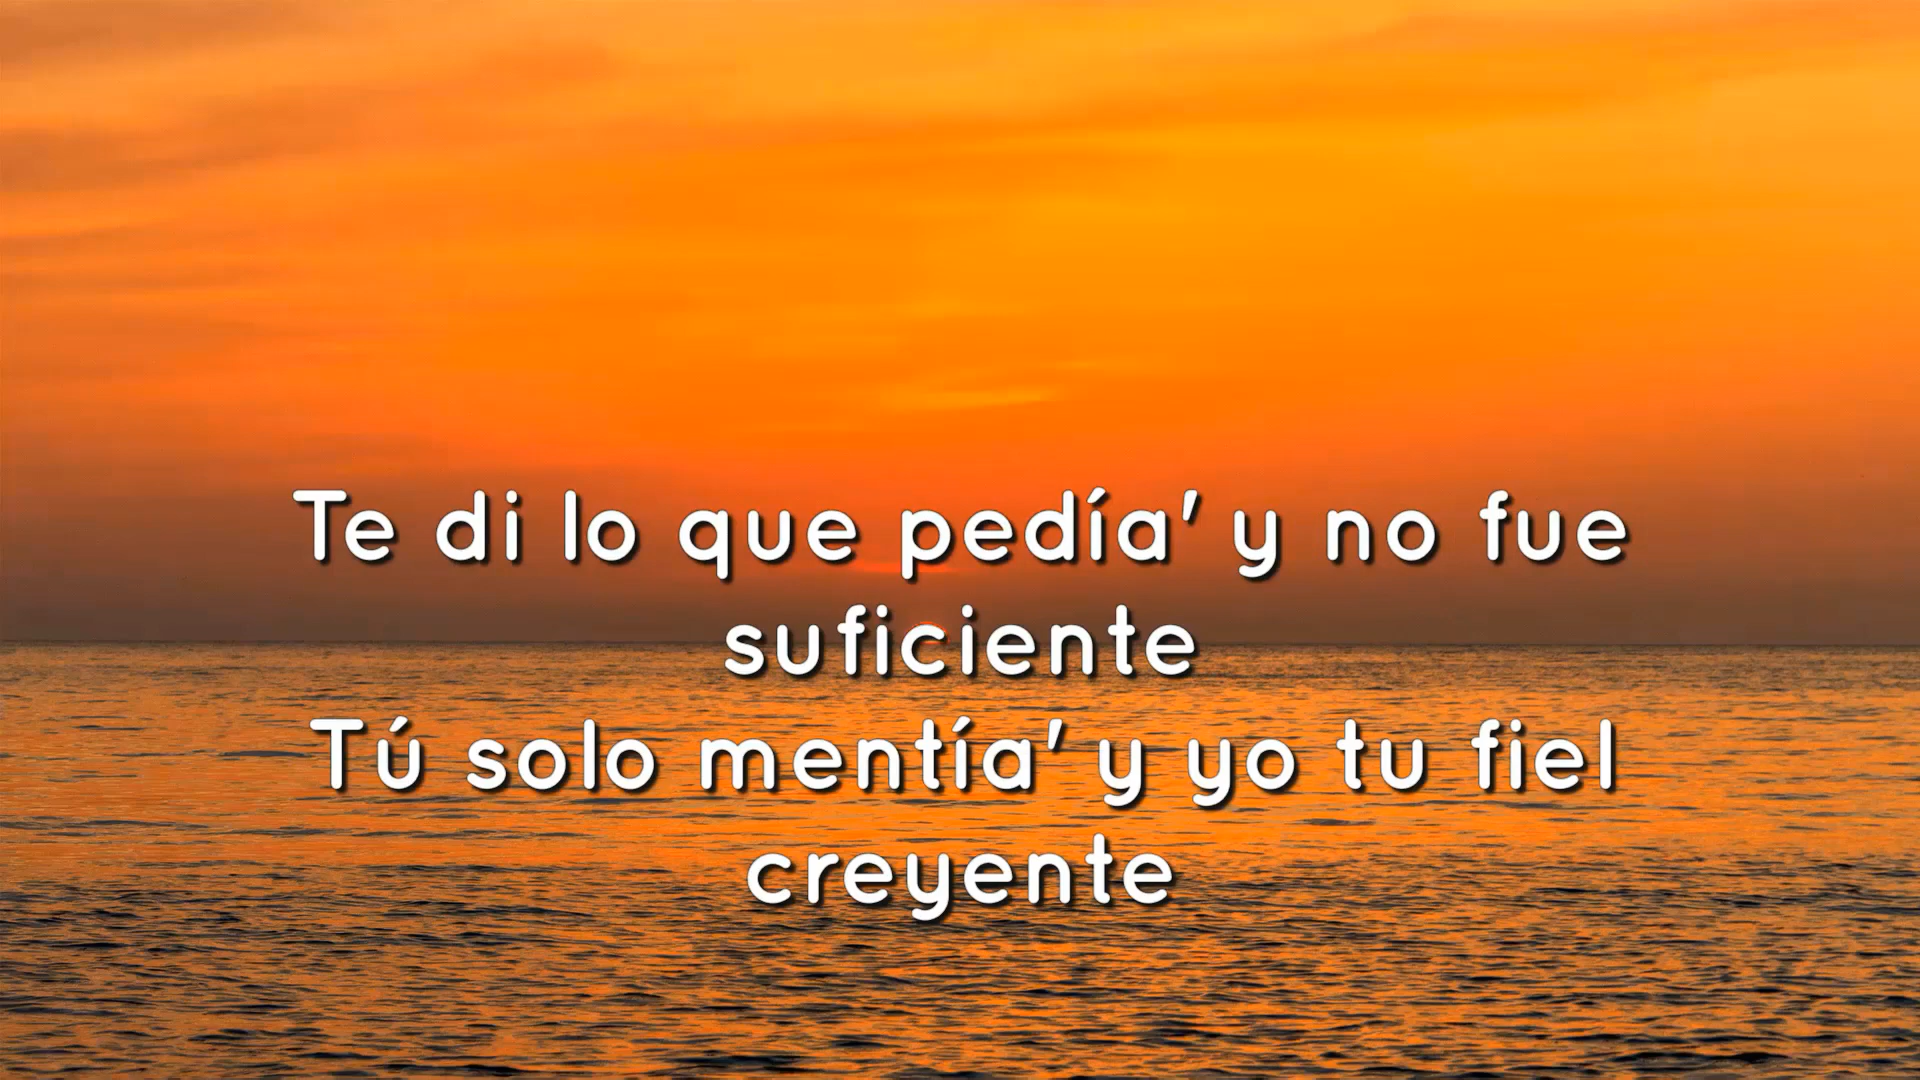 Te di lo que pedía' y no fue
suficiente
Tú solo mentía' y yo tu fiel
creyente